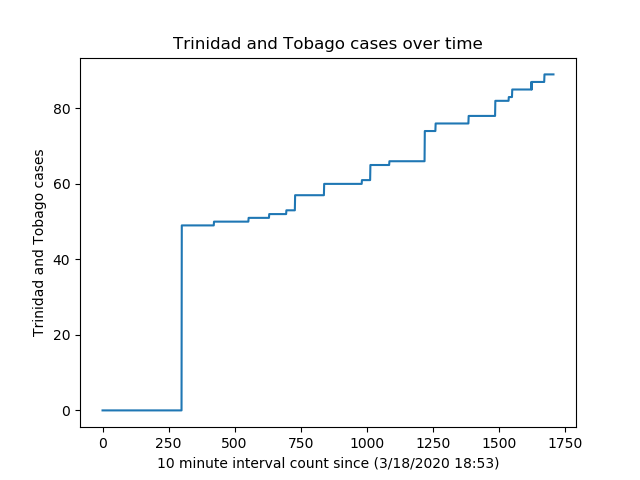 Trinidad and Tobago cases over time
Trinidad and Tobago cases
80
60
40
20
0
0 250 500 750 1000 1250 1500 1750
10 minute interval count since (3/18/2020 18:53)